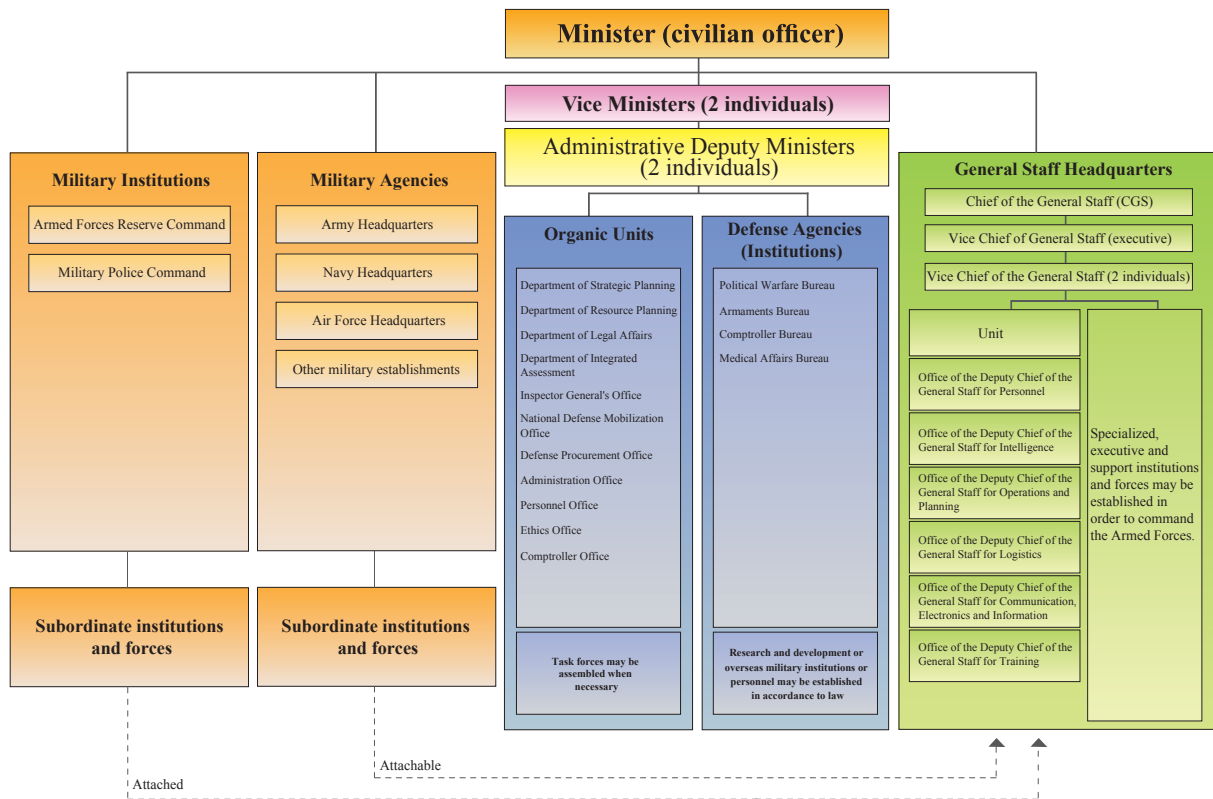 Minister (civilian officer)
Vice Ministers (2 individuals)
Administrative Deputy Ministers
(2 individuals)
Military Institutions
Armed Forces Reserve Command
Military Police Command
Subordinate institutions
and forces
Military Agencies
Army Headquarters
Navy Headquarters
Air Force Headquarters
Other military establishments
Subordinate institutions
and forces
Organic Units
Department of Strategic Planning
Department of Resource Planning
Department of Legal Affairs
Department of Integrated
Assessment
Inspector General's Office
National Defense Mobilization
Office
Defense Procurement Office
Administration Office
Personnel Office
Ethics Office
Comptroller Office
Task forces may be
assembled when
necessary
Defense Agencies
(Institutions)
Political Warfare Bureau
Armaments Bureau
Comptroller Bureau
Medical Affairs Bureau
Research and development or
overseas military institutions or
personnel may be established
in accordance to law
General Staff Headquarters
Chief of the General Staff (CGS)
Vice Chief of General Staff (executive)
Vice Chief of the General Staff (2 individuals)
Unit
Office of the Deputy Chief of the
General Staff for Personnel
Office of the Deputy Chief of the
General Staff for Intelligence
Office of the Deputy Chief of the
General Staff for Operations and
Planning
Office of the Deputy Chief of the
General Staff for Logistics
Office of the Deputy Chief of the
General Staff for Communication,
Electronics and Information
Office of the Deputy Chief of the
General Staff for Training
Specialized,
executive and
support institutions
and forces may be
established in
order to command
the Armed Forces.
Attachable
Attached